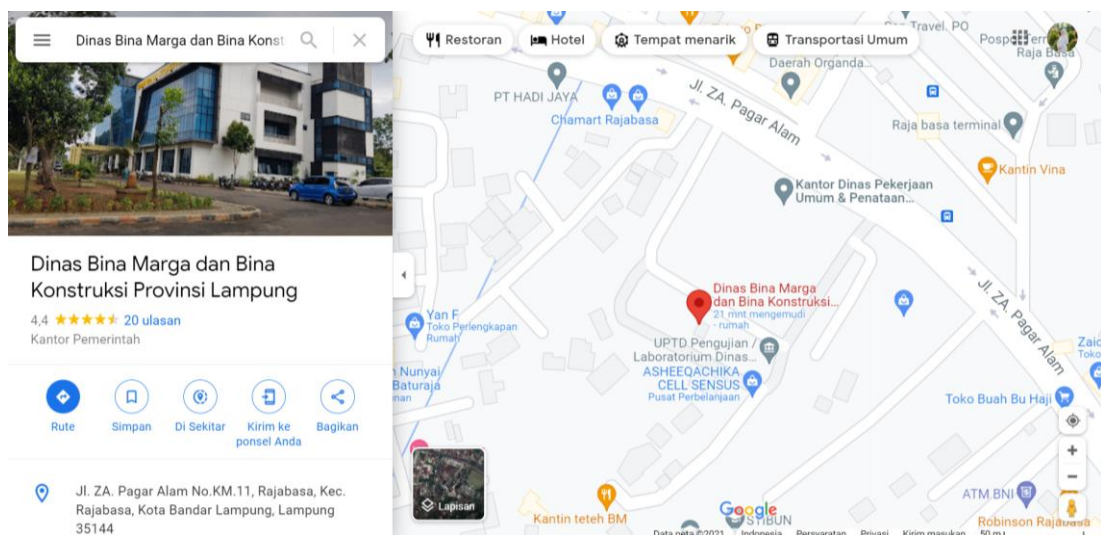 Dinas Bina Marga dan Bina Konst
Dinas Bina Marga dan Bina
Konstruksi Provinsi Lampung
4,4 20 ulasan
Kantor Pemerintah
Rute
Simpan
Di Sekitar
Kirim ke
ponsel Anda
Bagikan
Jl. ZA. Pagar Alam No.KM.11, Rajabasa, Kec.
Rajabasa, Kota Bandar Lampung, Lampung
35144
Restoran
Hotel
Tempat menarik
Transportasi Umum
Travel. PO
Raja Basa
Daerah Organda...
PT HADI JAYA
Chamart Rajabasa
Jl. ZA. Pagar Alam
Raja basa terminal
Kantin Vina
Kantor Dinas Pekerjaan
Umum & Penataan...
Dinas Bina Marga
dan Bina Konstruksi...
21 mnt mengemudi
- rumah
Jl. ZA. Pagar Alam
Yan F
Toko Perlengkapan
Rumah
UPTD Pengujian /
Laboratorium Dinas...
ASHEEQACHIKA
CELL SENSUS
Pusat Perbelanjaan
Zaid
Toko
Nunyai
Baturaja
Toko Buah Bu Haji
Lapisan
Kantin teteh BM
Google
ATM BNI
Robinson Rajabasa
Data peta ©2021 Indonesia Persyaratan Privasi Kirim masukan 50 m